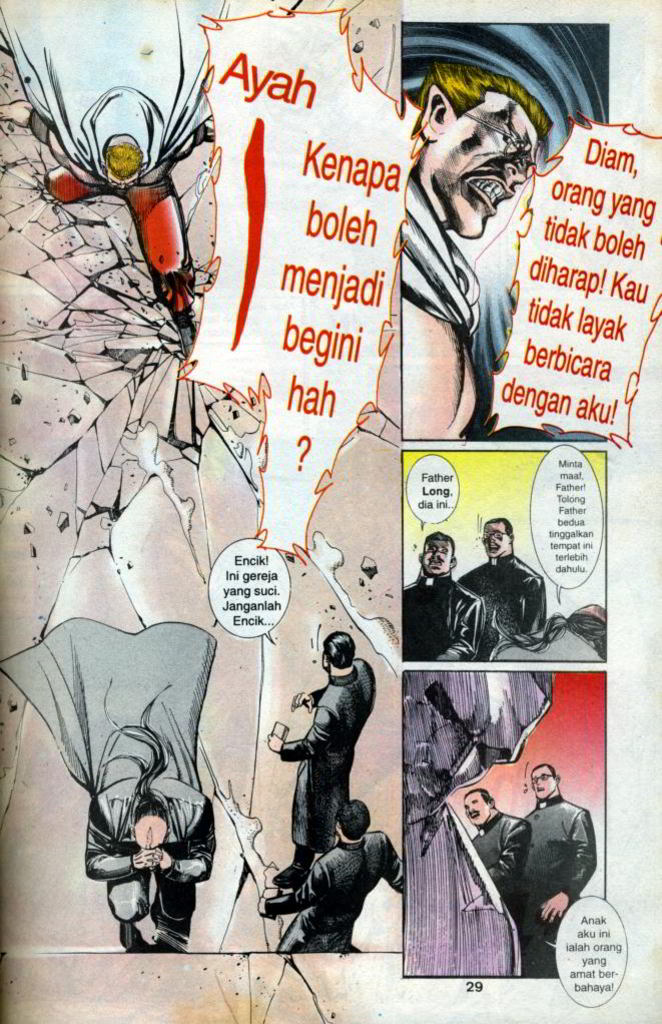 Ayah
!
Kenapa
boleh
menjadi
begini
hah
?
Encik!
Ini gereja
yang suci.
Janganlah
Encik...
Diam,
orang yang
tidak boleh
diharap! Kau
tidak layak
berbicara
dengan aku!
Father
Long,
dia ini..
Minta
maaf,
Father!
Tolong
Father
bedua
tinggalkan
tempat ini
terlebih
dahulu.
Anak
aku ini
ialah orang
yang
amat ber-
bahaya!
29